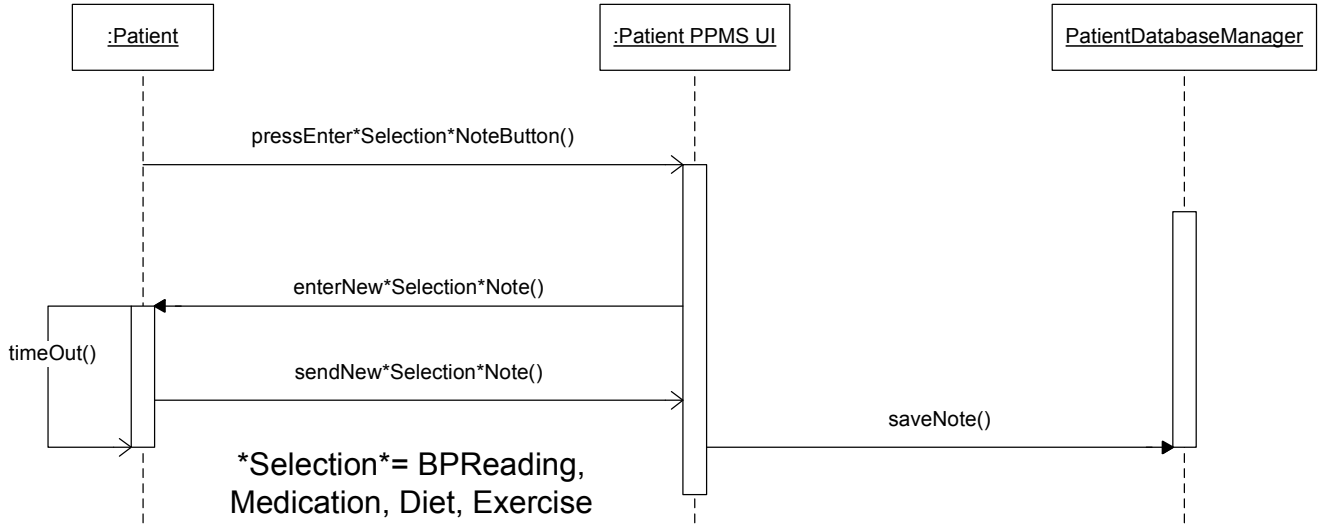 :Patient
:Patient PPMS UI
PatientDatabaseManager
pressEnter*Selection*NoteButton()
enterNew*Selection*Note()
timeOut()
sendNew*Selection*Note()
saveNote()
*Selection*= BPReading,
Medication, Diet, Exercise